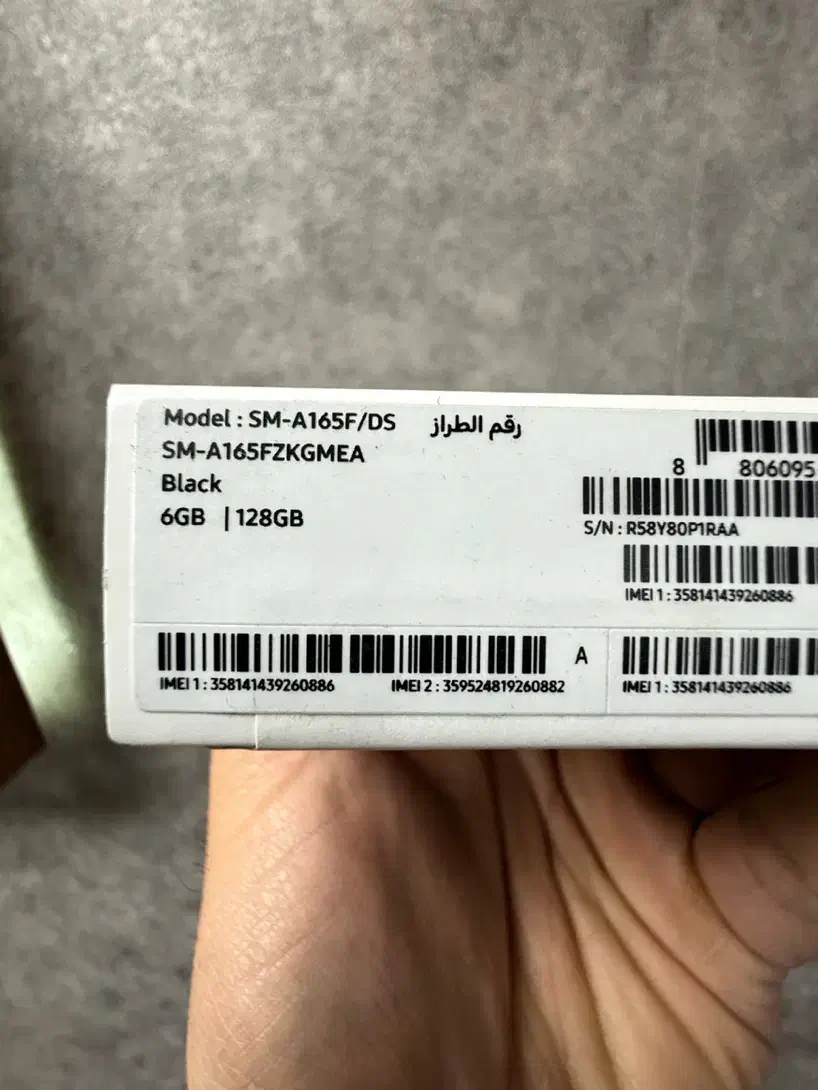 Model : SM-A165F/DS رقم الطراز
SM-A165FZKGMEA
Black
6GB | 128GB
8 806095
S/N : R58Y80P1RAA
IMEI 1 : 358141439260886
IMEI 1 : 358141439260886 IMEI 2 : 359524819260882 A
IMEI 1 : 358141439260886